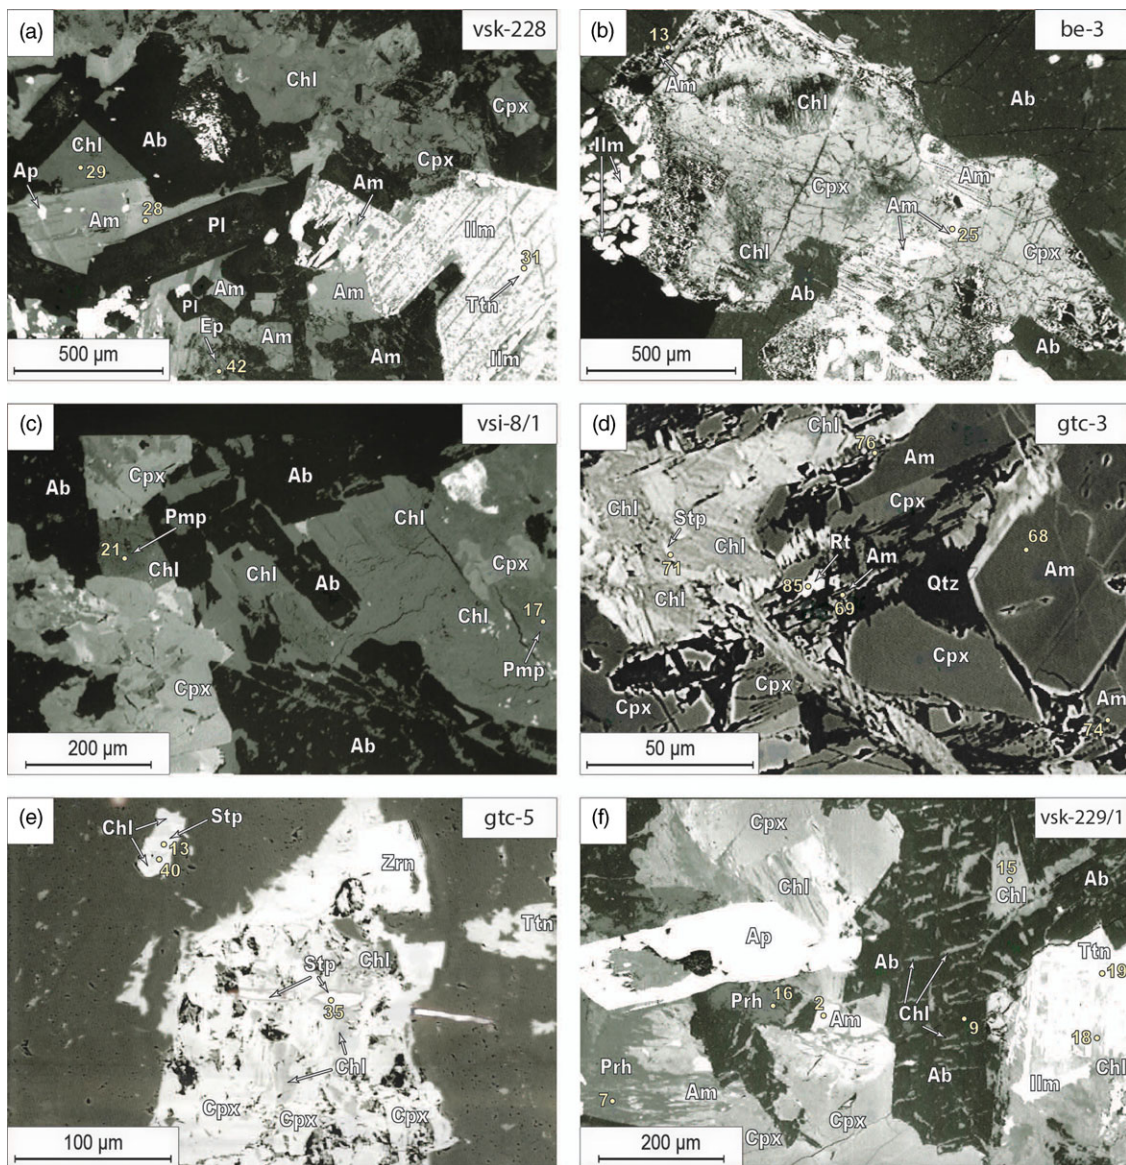 (a)
vsk-228
Chl
Cpx
Chl
29
Ab
Cpx
Ap
Am
Am
28
Pl
Ilm
31
Am
Am
Ttn
Pl
Ep
Am
42
Am
Ilm
500 µm
(b)
be-3
13
Am
Ab
Chl
Ilm
Am
Cpx
Am
25
Chl
Cpx
Ab
Ab
500 µm
(c)
vsi-8/1
Cpx
Ab
Ab
Pmp
Chl
21
Chl
Chl
Cpx
Ab
Chl
17
Pmp
Cpx
Ab
200 µm
(d)
gtc-3
Chl
76
Am
Cpx
Chl
Stp
Chl
Rt
Am
68
71
85
Qtz
Am
Chl
69
Cpx
Cpx
Cpx
Am
74
50 µm
(e)
gtc-5
Chl
Stp
13
40
Zrn
Ttn
Chl
Stp
35
Chl
Cpx
Cpx
Cpx
100 µm
(f)
vsk-229/1
Cpx
Chl
15
Chl
Ab
Ap
Ttn
Ab
19
Prh
16
2
Chl
Am
9
18
Prh
Ab
Chl
Am
Ilm
7
Cpx
Cpx
200 µm